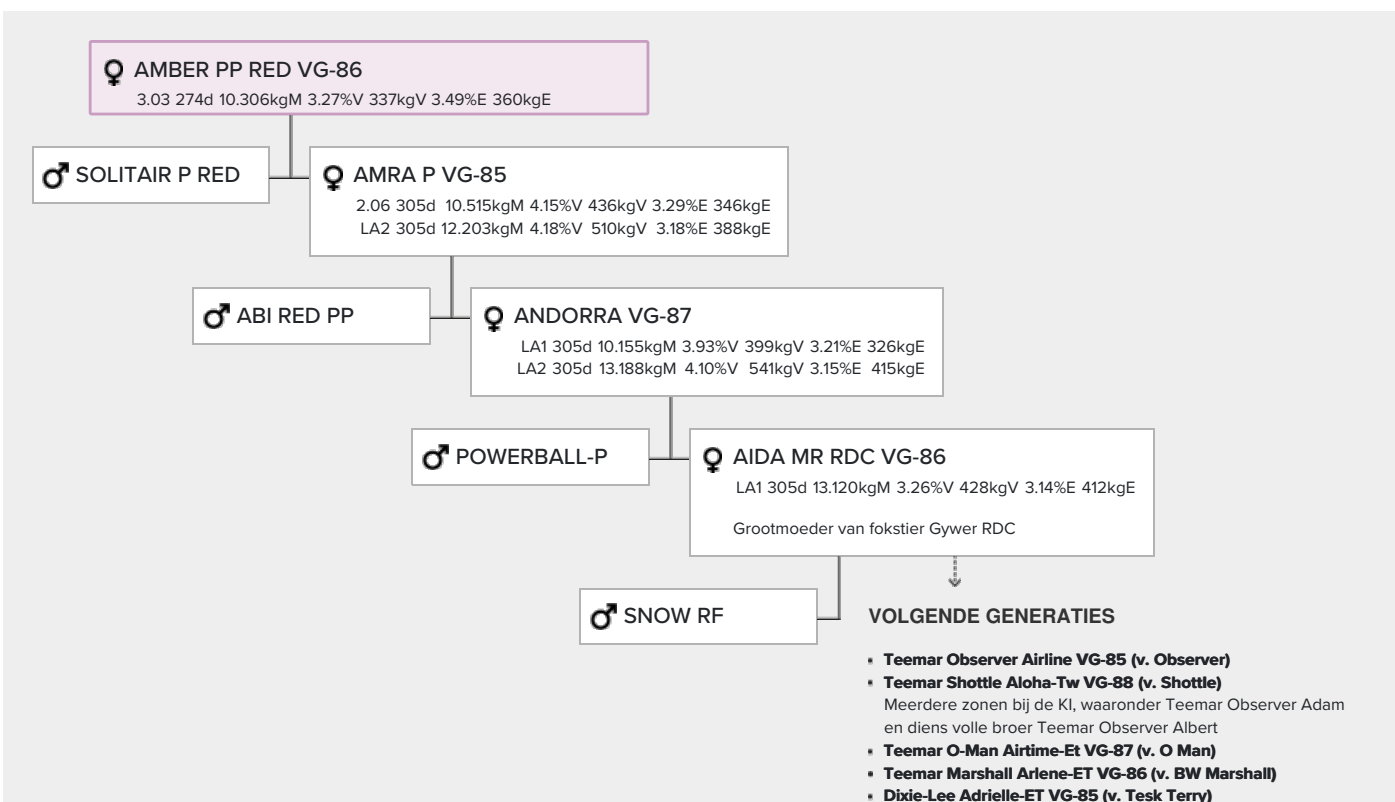 AMBER PP RED VG-86
3.03 274d 10.306kgM 3.27%V 337kgV 3.49%E 360kgE
SOLITAIR P RED
AMRA P VG-85
2.06 305d 10.515kgM 4.15%V 436kgV 3.29%E 346kgE
LA2 305d 12.203kgM 4.18%V 510kgV 3.18%E 388kgE
ABI RED PP
ANDORRA VG-87
LA1 305d 10.155kgM 3.93%V 399kgV 3.21%E 326kgE
LA2 305d 13.188kgM 4.10%V 541kgV 3.15%E 415kgE
POWERBALL-P
AIDA MR RDC VG-86
LA1 305d 13.120kgM 3.26%V 428kgV 3.14%E 412kgE
Grootmoeder van fokstier Gywer RDC
SNOW RF
VOLGENDE GENERATIES
▪ Teemar Observer Airline VG-85 (v. Observer)
▪ Teemar Shottle Aloha-Tw VG-88 (v. Shottle)
Meerdere zonen bij de KI, waaronder Teemar Observer Adam
en diens volle broer Teemar Observer Albert
▪ Teemar O-Man Airtime-Et VG-87 (v. O Man)
▪ Teemar Marshall Arlene-ET VG-86 (v. BW Marshall)
▪ Dixie-Lee Adrielle-ET VG-85 (v. Tesk Terry)